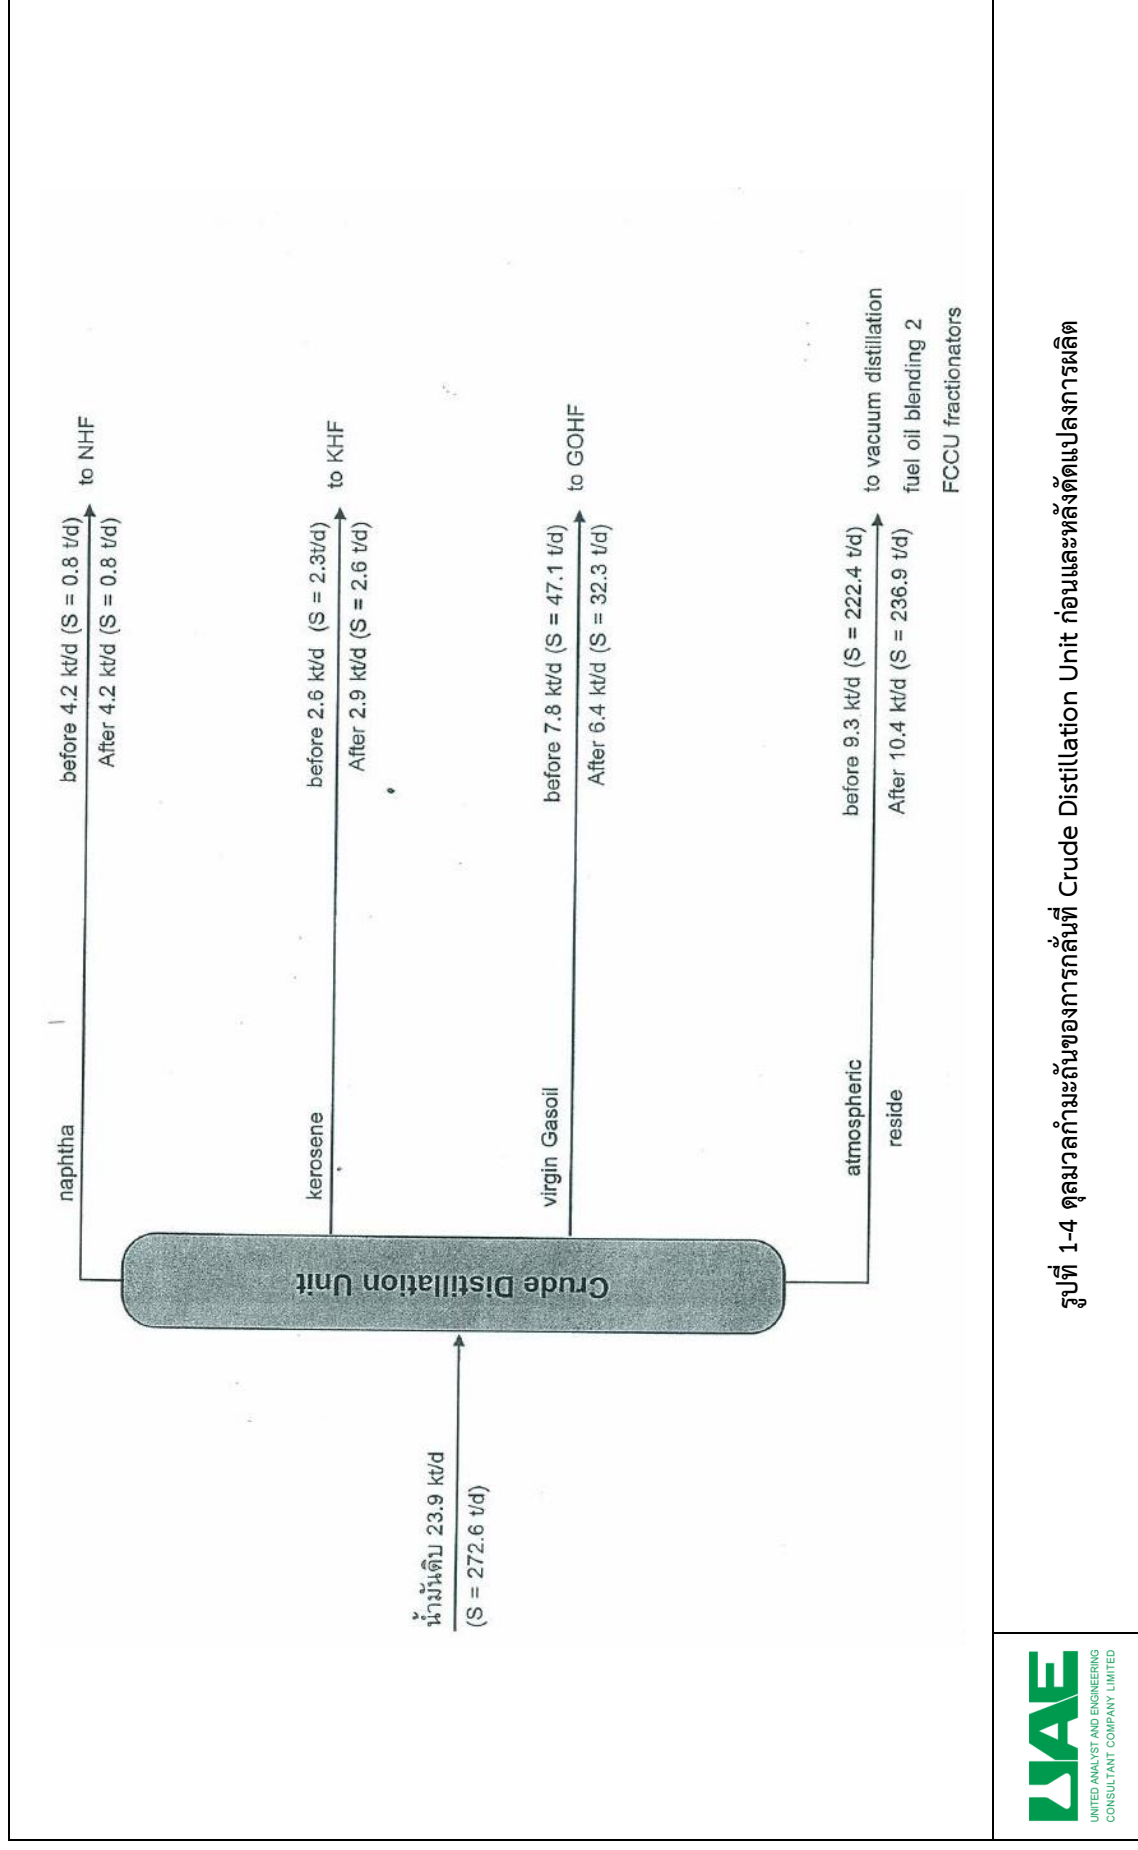 naphtha
before 4.2 kt/d (S = 0.8 t/d)
After 4.2 kt/d (S = 0.8 t/d)
to NHF
kerosene
before 2.6 kt/d (S = 2.3t/d)
After 2.9 kt/d (S = 2.6 t/d)
to KHF
น้ำมันดิบ 23.9 kt/d
(S = 272.6 t/d)
Crude Distillation Unit
virgin Gasoil
before 7.8 kt/d (S = 47.1 t/d)
After 6.4 kt/d (S = 32.3 t/d)
to GOHF
atmospheric
reside
before 9.3 kt/d (S = 222.4 t/d)
After 10.4 kt/d (S = 236.9 t/d)
to vacuum distillation
fuel oil blending 2
FCCU fractionators
UAE
UNITED ANALYST AND ENGINEERING
CONSULTANT COMPANY LIMITED
รูปที่ 1-4 ดุลมวลกำมะถันของการกลั่นที่ Crude Distillation Unit ก่อนและหลังดัดแปลงการผลิต